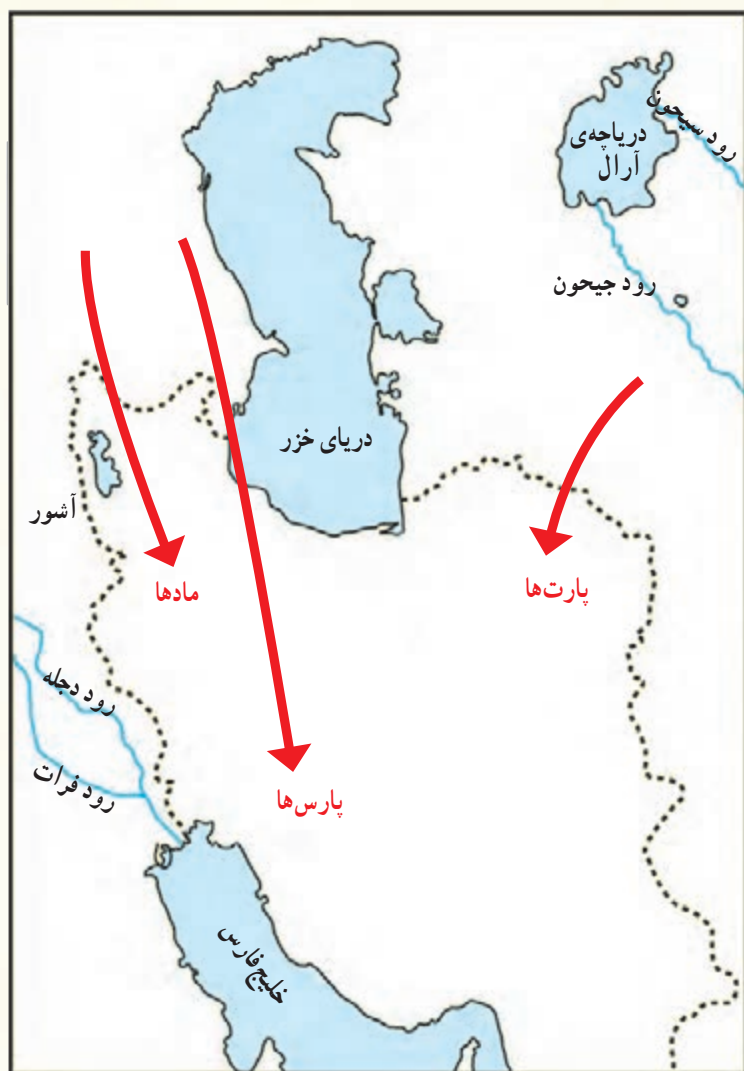 رود سیحون
دریاچه‌ی
آرال
رود جیحون
دریای خزر
آشور
مادها
پارت‌ها
رود دجله
رود فرات
پارس‌ها
خلیج فارس